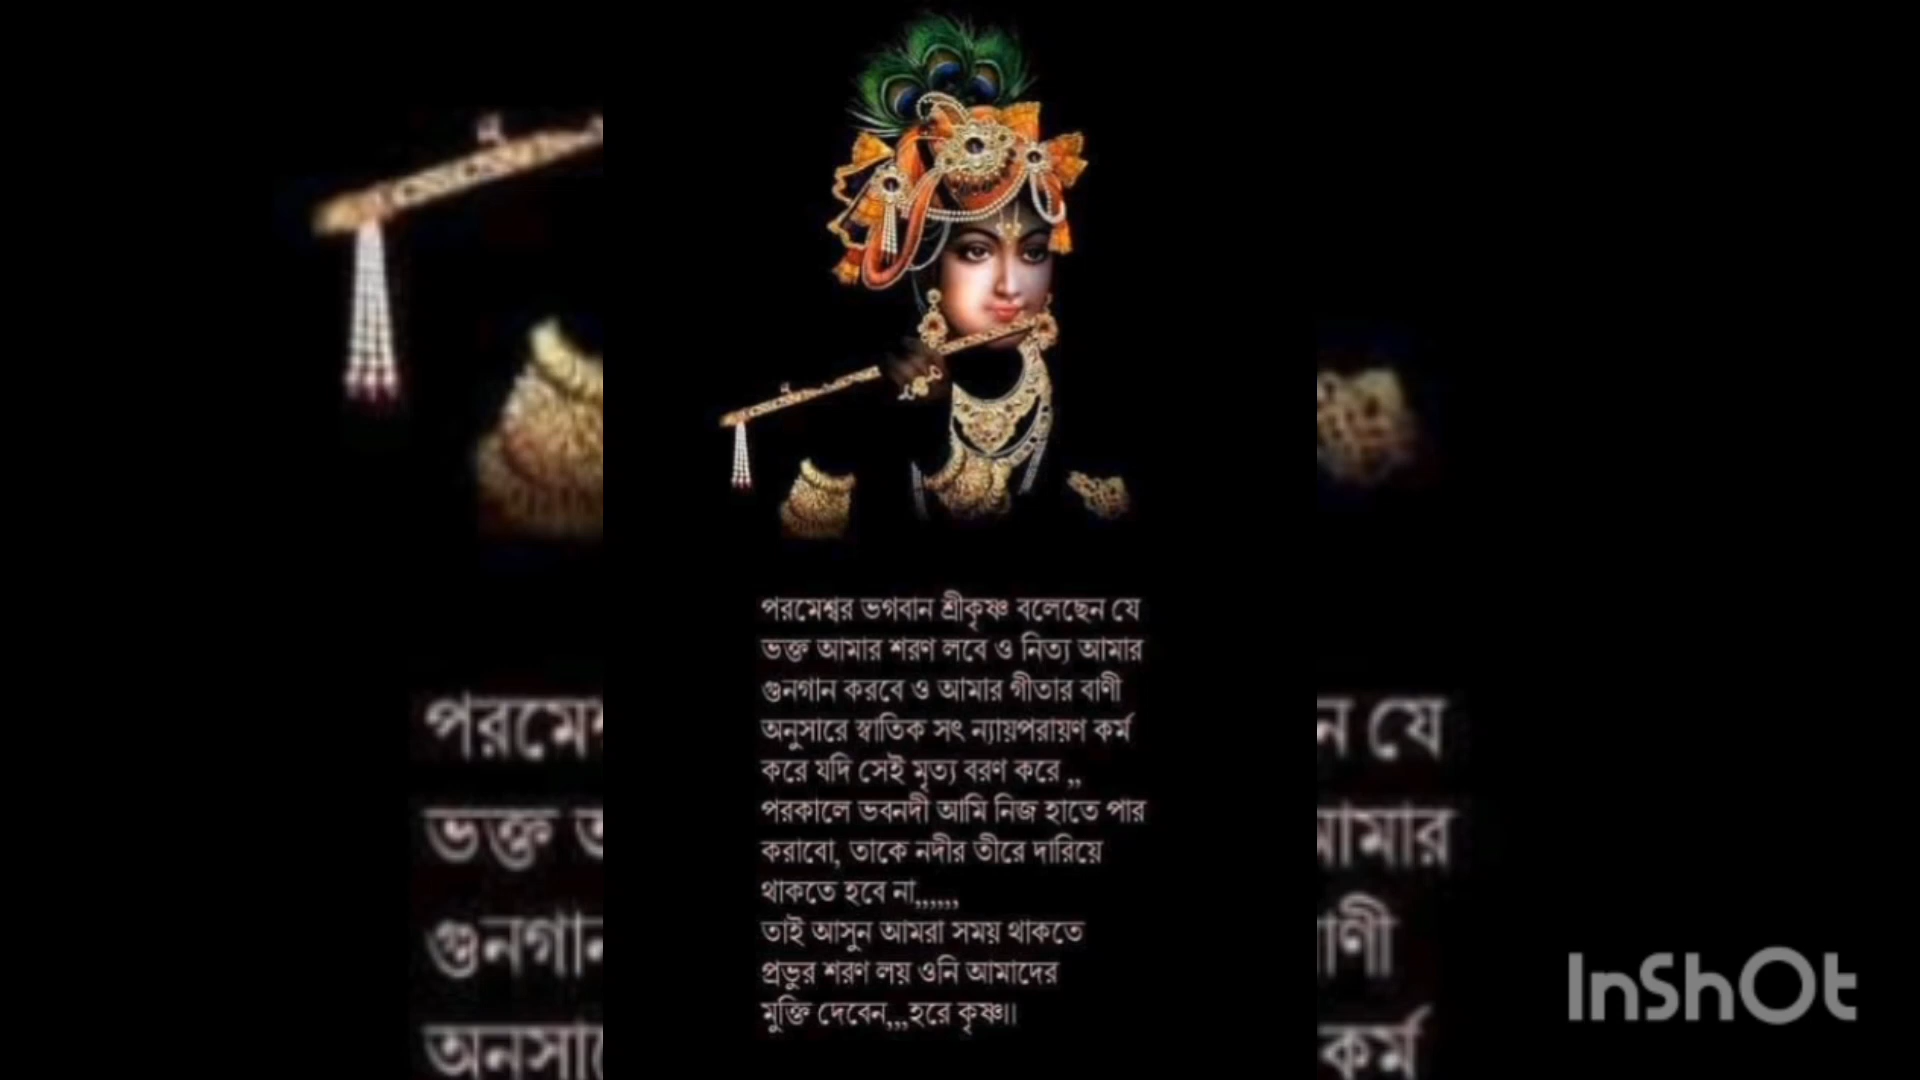 পরমেশ্বর ভগবান শ্রীকৃষ্ণ বলেছেন যে
ভক্ত আমার শরণ লবে ও নিত্য আমার
গুনগান করবে ও আমার গীতার বাণী
অনুসারে স্বাতিক সৎ ন্যায়পরায়ণ কর্ম
করে যদি সেই মৃত্য বরণ করে ,,
পরকালে ভবনদী আমি নিজ হাতে পার
করাবো, তাকে নদীর তীরে দারিয়ে
থাকতে হবে না,,,,,,
তাই আসুন আমরা সময় থাকতে
প্রভুর শরণ লয় ওনি আমাদের
মুক্তি দেবেন,,,হরে কৃষ্ণ।।
InShOt